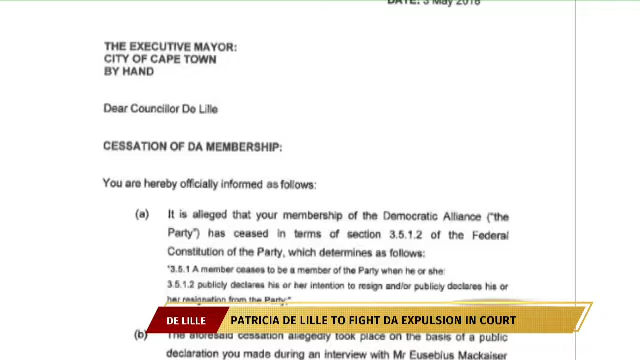 DATE: 3 May 2018
THE EXECUTIVE MAYOR:
CITY OF CAPE TOWN
BY HAND
Dear Councillor De Lille
CESSATION OF DA MEMBERSHIP:
You are hereby officially informed as follows:
(a) It is alleged that your membership of the Democratic Alliance ("the
Party") has ceased in terms of section 3.5.1.2 of the Federal
Constitution of the Party, which determines as follows:
"3.5.1 A member ceases to be a member of the Party when he or she:
3.5.1.2 publicly declares his or her intention to resign and/or publicly declares his or
her resignation from the Party;"
DE LILLE PATRICIA DE LILLE TO FIGHT DA EXPULSION IN COURT
(b) The aforesaid cessation allegedly took place on the basis of a public
declaration you made during an interview with Mr Eusebius Mackaiser